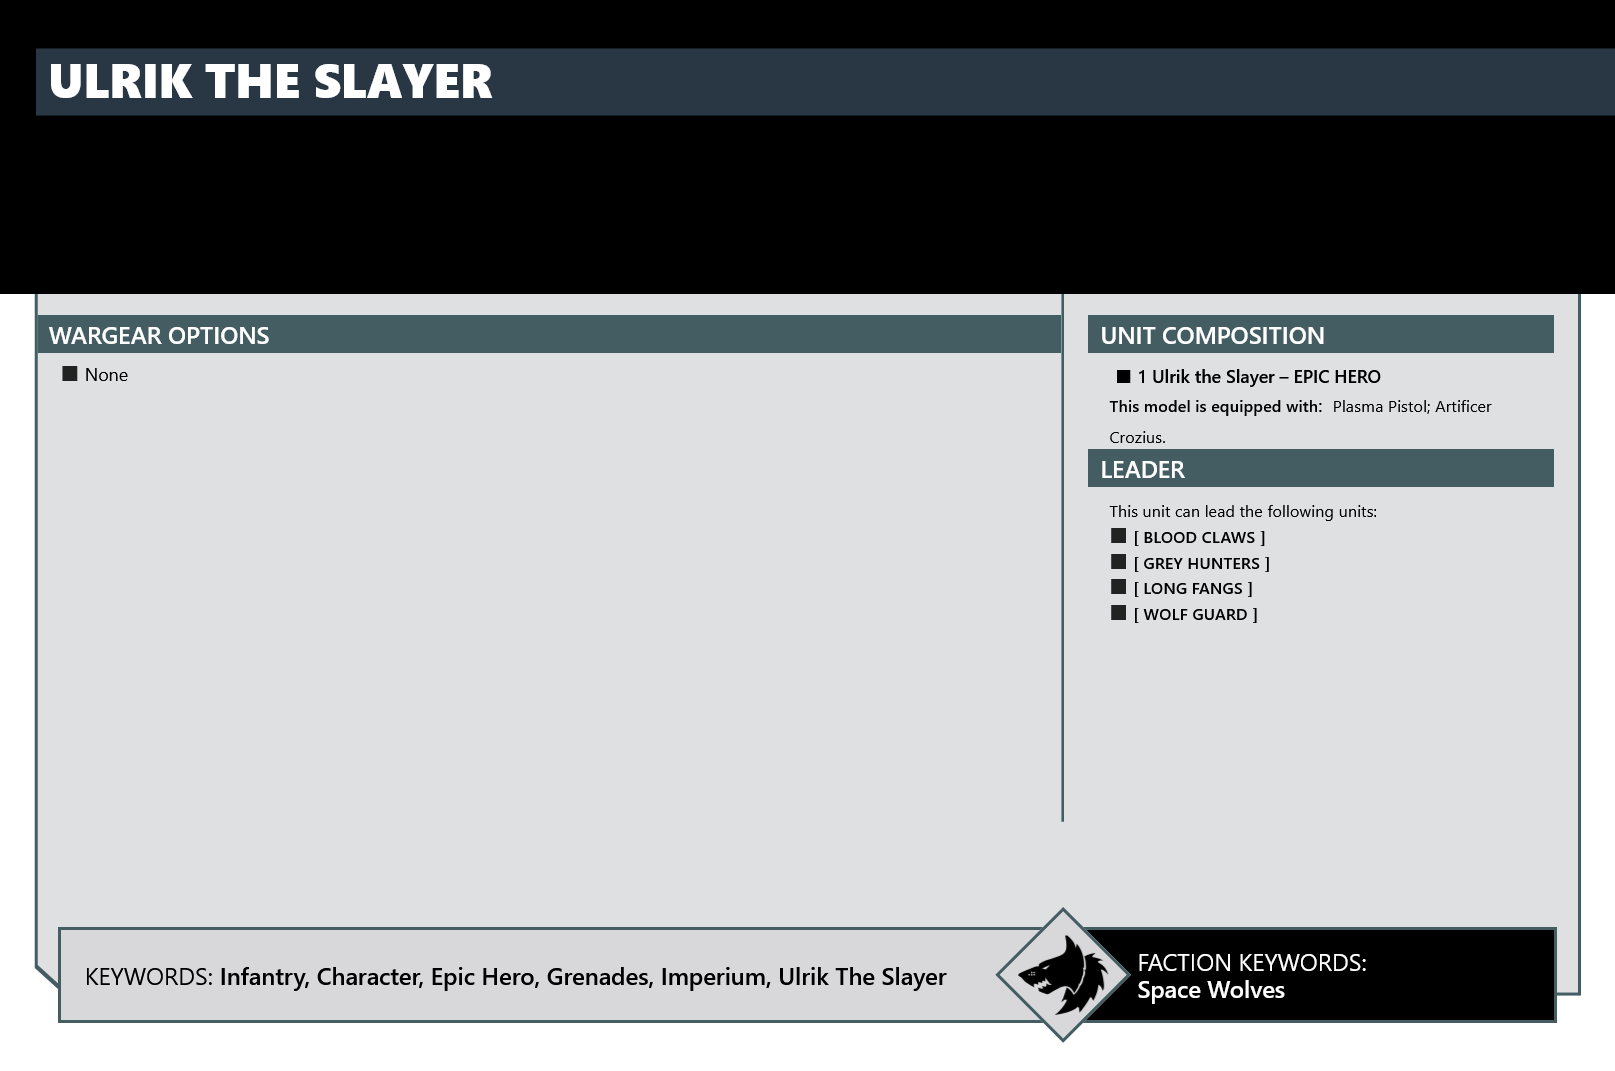 ULRIK THE SLAYER
WARGEAR OPTIONS
None
UNIT COMPOSITION
1 Ulrik the Slayer – EPIC HERO
This model is equipped with: Plasma Pistol; Artificer
Crozius.
LEADER
This unit can lead the following units:
[ BLOOD CLAWS ]
[ GREY HUNTERS ]
[ LONG FANGS ]
[ WOLF GUARD ]
KEYWORDS: Infantry, Character, Epic Hero, Grenades, Imperium, Ulrik The Slayer
FACTION KEYWORDS:
Space Wolves